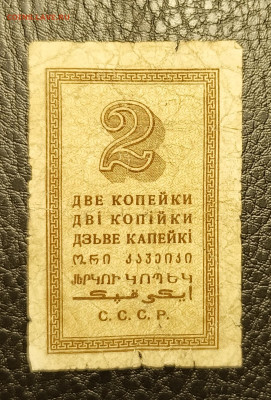 2
ДВЕ КОПЕЙКИ
ДВІ КОПІЙКИ
ДЗЬВЕ КАПЕЙКІ
ორი კაპეიკი
ԵՐԿՈՒ ԿՈՊԵԿ
ایکی قپیک
С. С. С. Р.